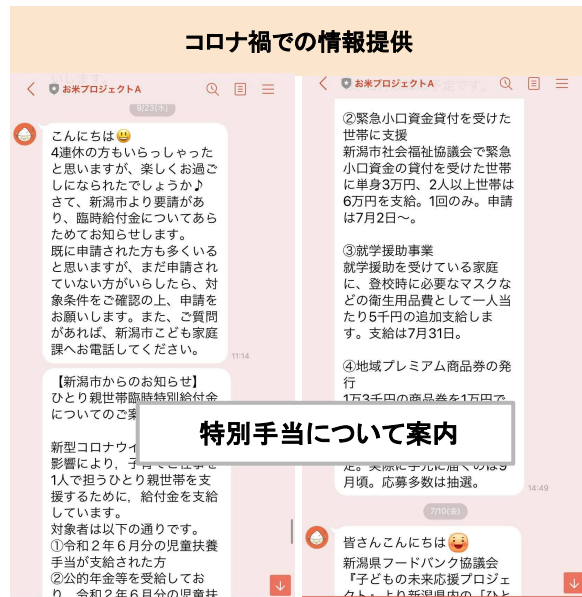 コロナ禍での情報提供
お米プロジェクトA
9/23(水)
こんにちは😃
4連休の方もいらっしゃった
と思いますが、楽しくお過ご
しになられたでしょうか♪
さて、新潟市より要請があ
り、臨時給付金についてあら
ためてお知らせします。
既に申請された方も多くいる
と思いますが、まだ申請され
ていない方がいらしたら、対
象条件をご確認の上、申請を
お願いします。また、ご質問
があれば、新潟市こども家庭
課へお電話してください。
11:14
【新潟市からのお知らせ】
ひとり親世帯臨時特別給付金
についてのご案
新型コロナウイ
影響により、子育てと仕事を
1人で担うひとり親世帯を支
援するために、給付金を支給
しています。
対象者は以下の通りです。
①令和2年6月分の児童扶養
手当が支給された方
②公的年金等を受給してお
り、令和2年6月分の児童扶
お米プロジェクトA
②緊急小口資金貸付を受けた
世帯に支援
新潟市社会福祉協議会で緊急
小口資金の貸付を受けた世帯
に単身3万円、2人以上世帯は
6万円を支給。1回のみ。申請
は7月2日〜。
③就学援助事業
就学援助を受けている家庭
に、登校時に必要なマスクな
どの衛生用品費として一人当
たり5千円の追加支給しま
す。支給は7月31日。
④地域プレミアム商品券の発
行
1万3千円の商品券を1万円で
定。実際に手元に届くのは9
月頃。応募多数は抽選。
14:49
7/10(金)
皆さんこんにちは
新潟県フードバンク協議会
『子どもの未来応援プロジェ
クト』より新潟県内の『ひと
特別手当について案内